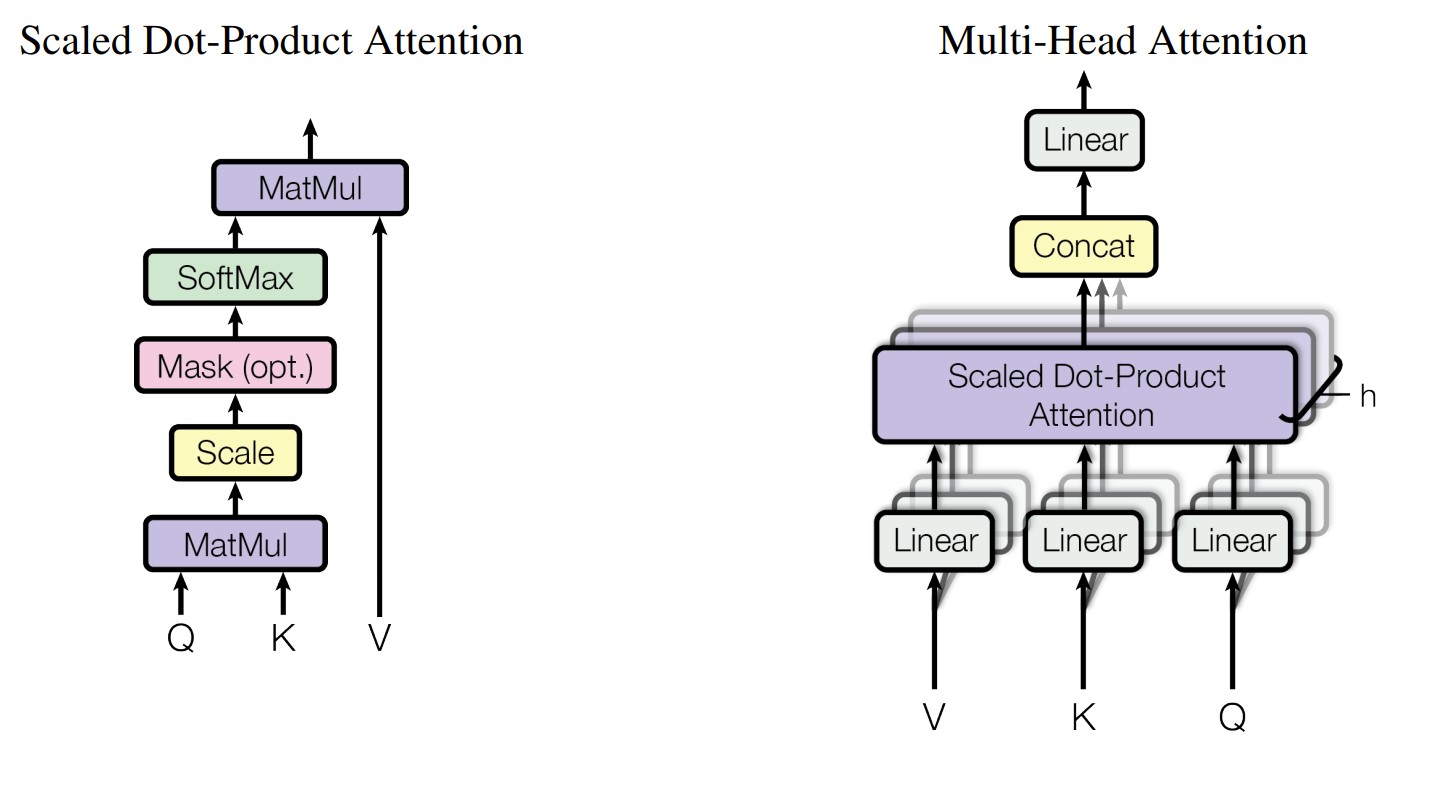 Scaled Dot-Product Attention
MatMul
SoftMax
Mask (opt.)
Scale
MatMul
Q K V
Multi-Head Attention
Linear
Concat
Scaled Dot-Product
Attention
h
Linear Linear Linear
V K Q